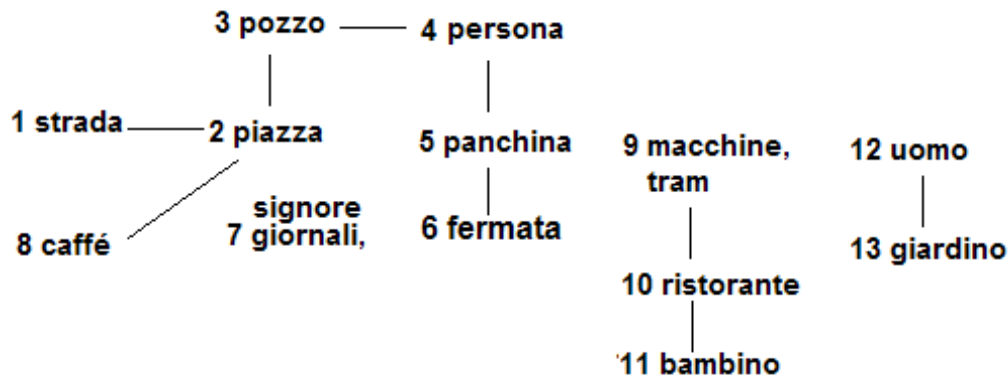 3 pozzo
4 persona
1 strada
2 piazza
5 panchina
9 macchine,
tram
12 uomo
signore
7 giornali,
6 fermata
8 caffé
13 giardino
10 ristorante
11 bambino